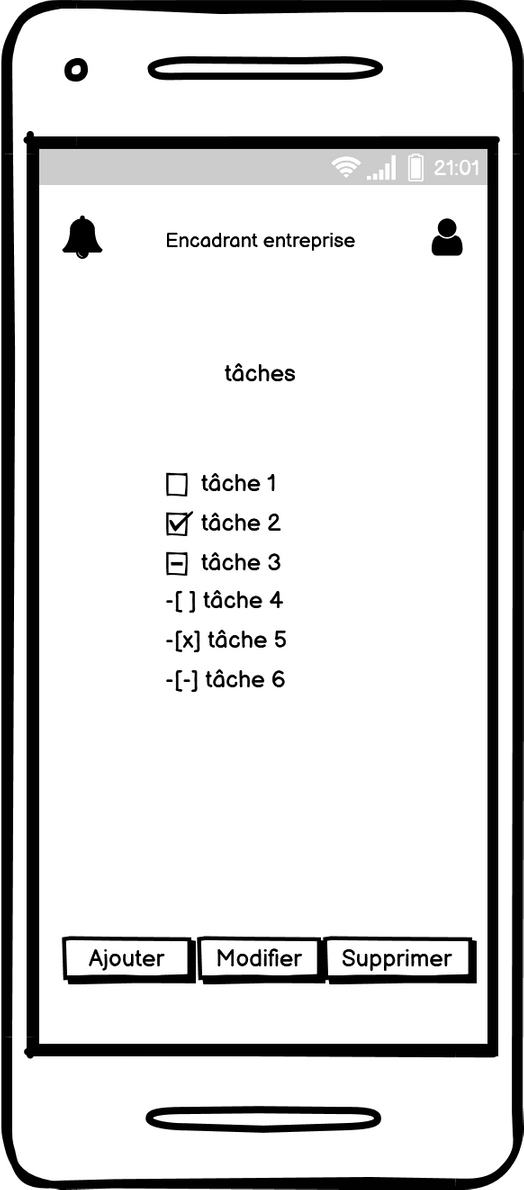 21:01
Encadrant entreprise
tâches
tâche 1
tâche 2
tâche 3
-[ ] tâche 4
-[x] tâche 5
-[-] tâche 6
Ajouter Modifier Supprimer